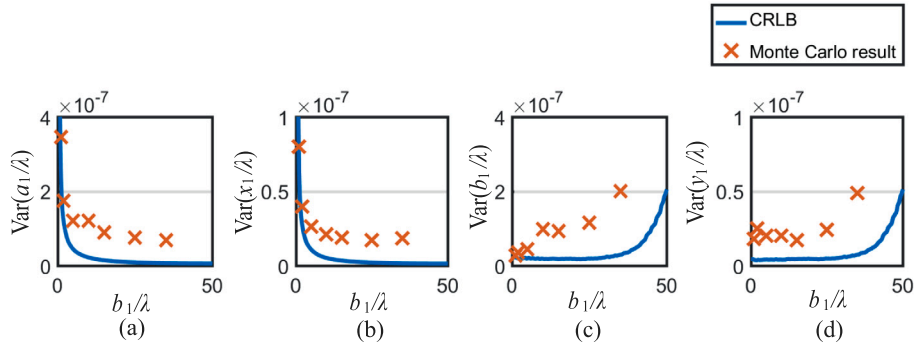 CRLB
Monte Carlo result
×10-7
×10-7
×10-7
×10-7
4
2
0
Var(a1/λ)
0
50
b1/λ
(a)
1
0.5
0
Var(x1/λ)
0
50
b1/λ
(b)
4
2
0
Var(b1/λ)
0
50
b1/λ
(c)
1
0.5
0
Var(y1/λ)
0
50
b1/λ
(d)